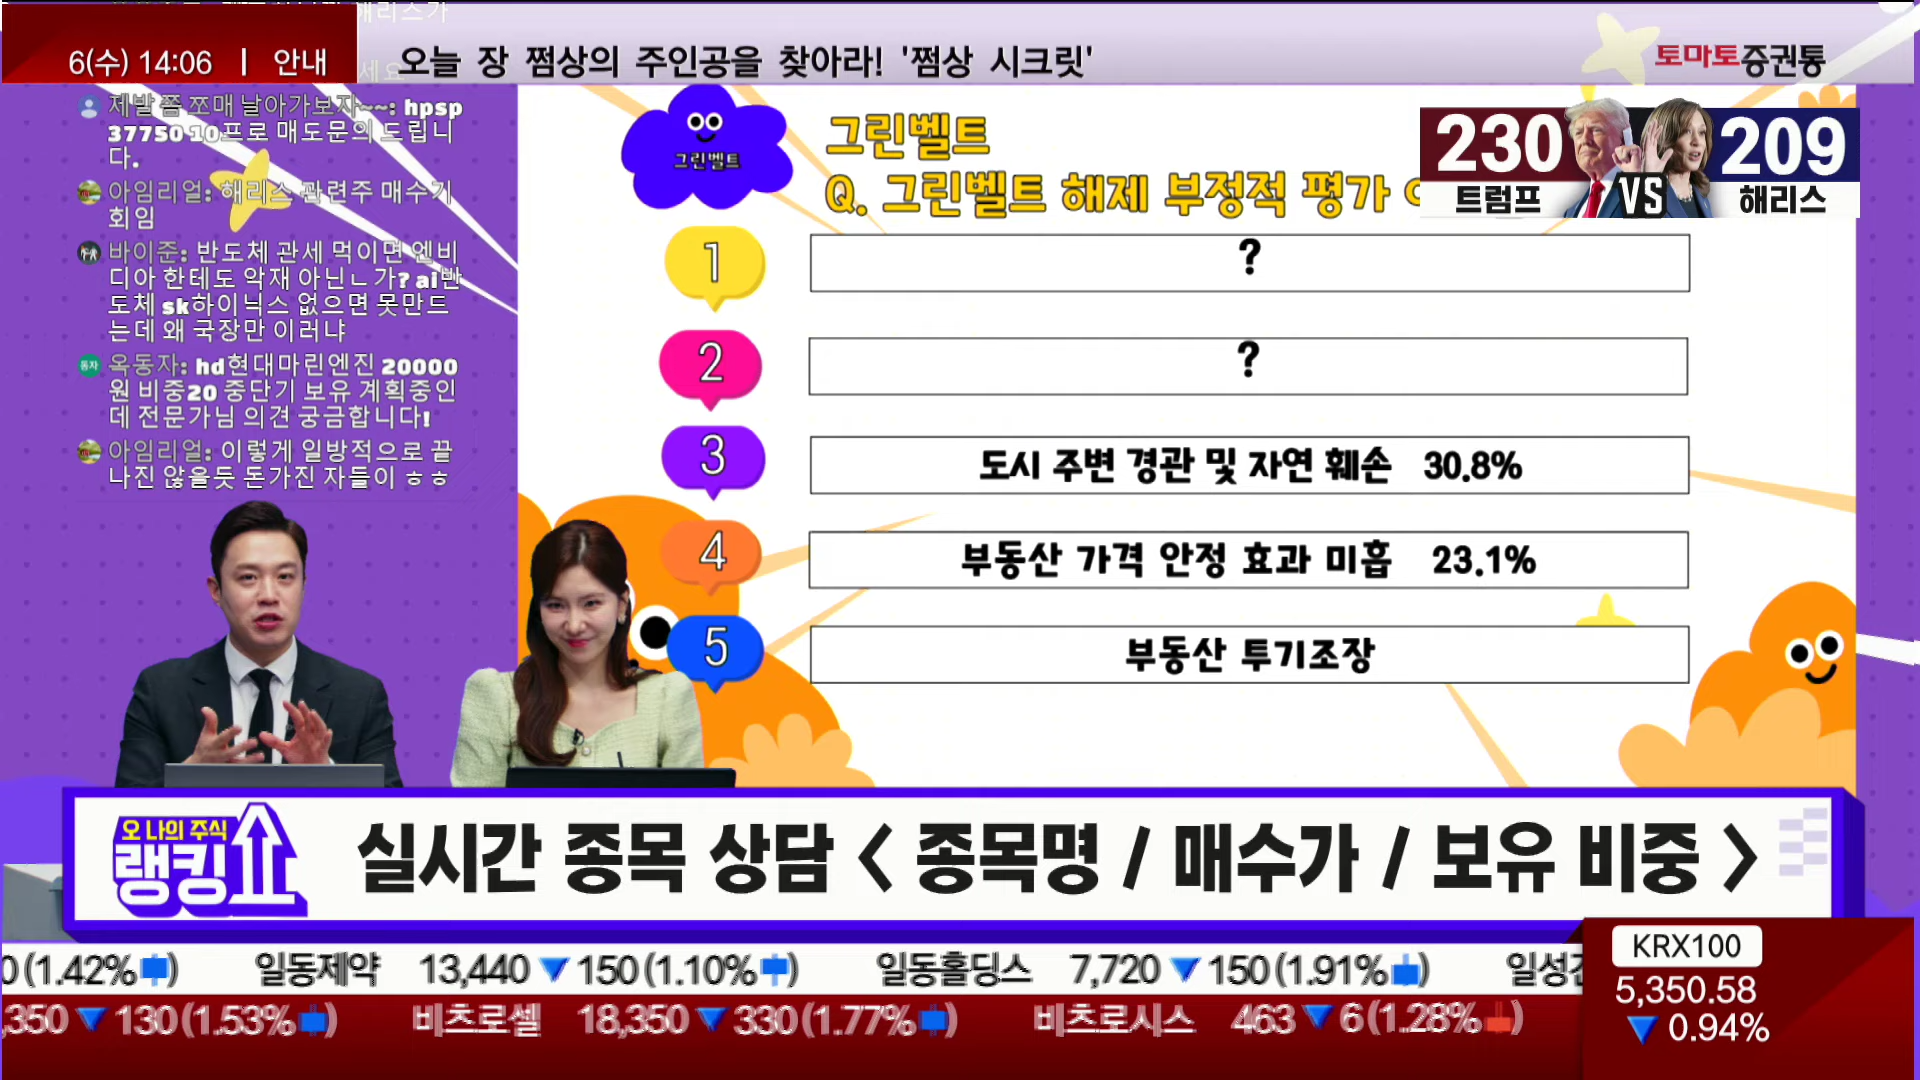 해리스가
6(수) 14:06 | 안내
세요
오늘 장 쩜상의 주인공을 찾아라! '쩜상 시크릿'
토마토증권통
제발 쫌 쪼매 날아가보자~~: hpsp
37750 10프로 매도문의 드립니
다.
아임리얼: 해리스 관련주 매수기
회임
바이준: 반도체 관세 먹이면 엔비
디아 한테도 악재 아닌ㄴ가? ai반
도체 sk하이닉스 없으면 못만드
는데 왜 국장만 이러냐
동자
옥동자: hd현대마린엔진 20000
원 비중20 중단기 보유 계획중인
데 전문가님 의견 궁금합니다!
아임리얼: 이렇게 일방적으로 끝
나진 않을듯 돈가진 자들이 ㅎㅎ
그린벨트
그린벨트
Q. 그린벨트 해제 부정적 평가
230 VS 209
트럼프 해리스
1 ?
2 ?
3 도시 주변 경관 및 자연 훼손 30.8%
4 부동산 가격 안정 효과 미흡 23.1%
5 부동산 투기조장
오 나의 주식
랭킹
실시간 종목 상담 < 종목명 / 매수가 / 보유 비중 >
0(1.42%) 일동제약 13,440 ▼ 150(1.10%) 일동홀딩스 7,720 ▼ 150(1.91%)
,350 ▼ 130(1.53%) 비츠로셀 18,350 ▼ 330(1.77%) 비츠로시스 463 ▼ 6(1.28%)
KRX100
5,350.58
▼ 0.94%